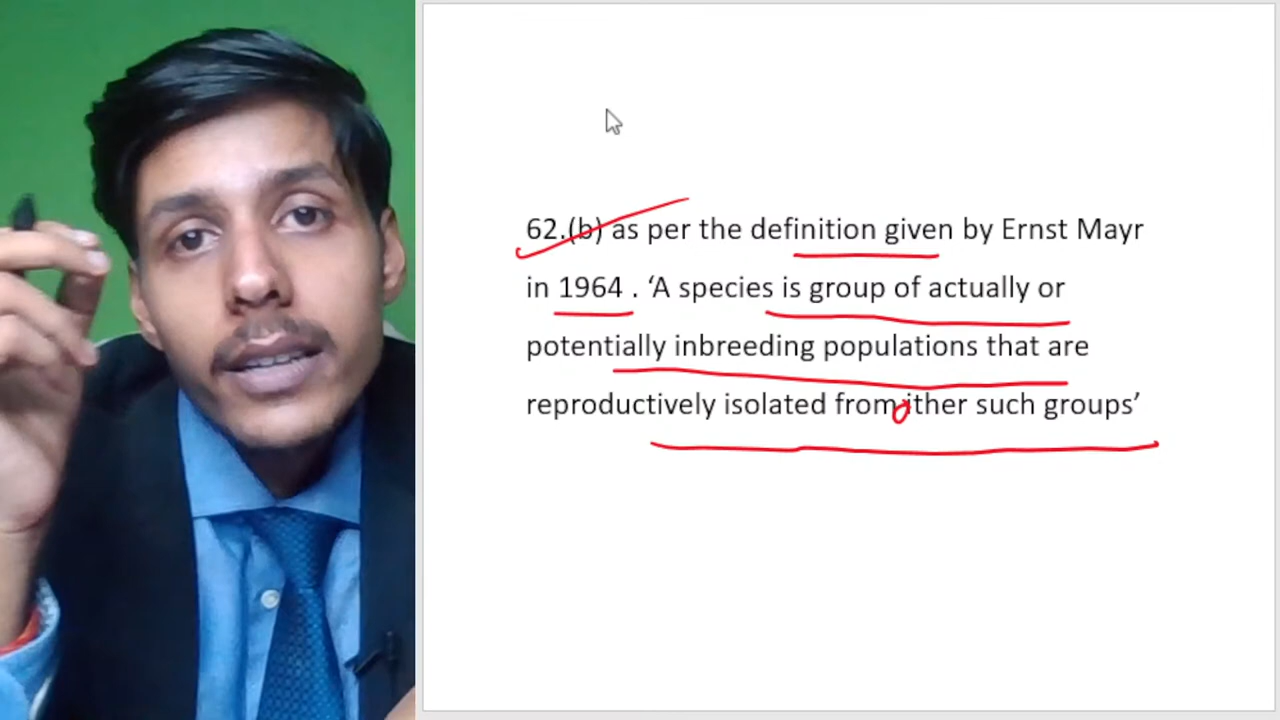 62.(b) as per the definition given by Ernst Mayr
in 1964 . ‘A species is group of actually or
potentially inbreeding populations that are
reproductively isolated from ither such groups’